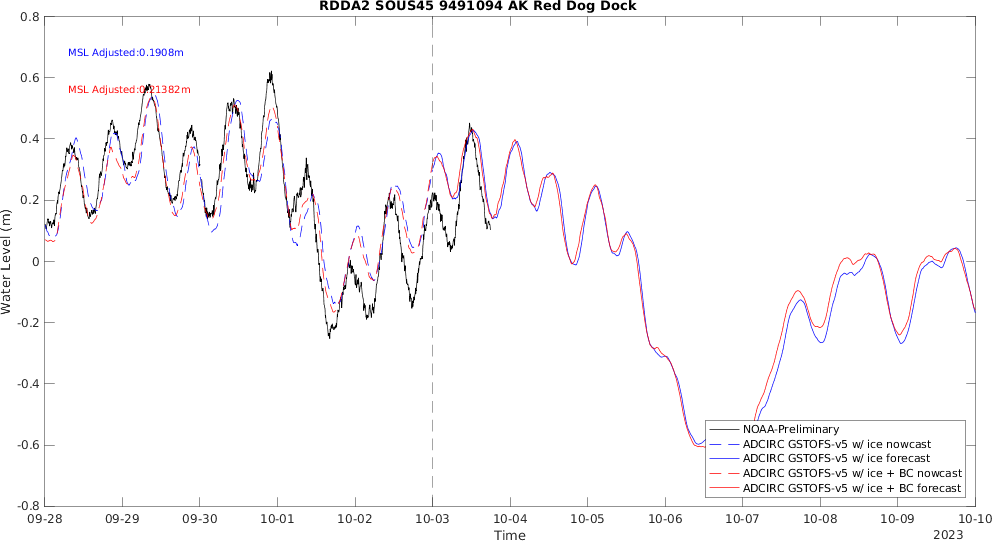 RDDA2 SOUS45 9491094 AK Red Dog Dock
MSL Adjusted:0.1908m
MSL Adjusted:0.21382m
Water Level (m)
0.8
0.6
0.4
0.2
0
-0.2
-0.4
-0.6
-0.8
NOAA-Preliminary
ADCIRC GSTOFS-v5 w/ ice nowcast
ADCIRC GSTOFS-v5 w/ ice forecast
ADCIRC GSTOFS-v5 w/ ice + BC nowcast
ADCIRC GSTOFS-v5 w/ ice + BC forecast
09-28 09-29 09-30 10-01 10-02 10-03 10-04 10-05 10-06 10-07 10-08 10-09 10-10
Time
2023